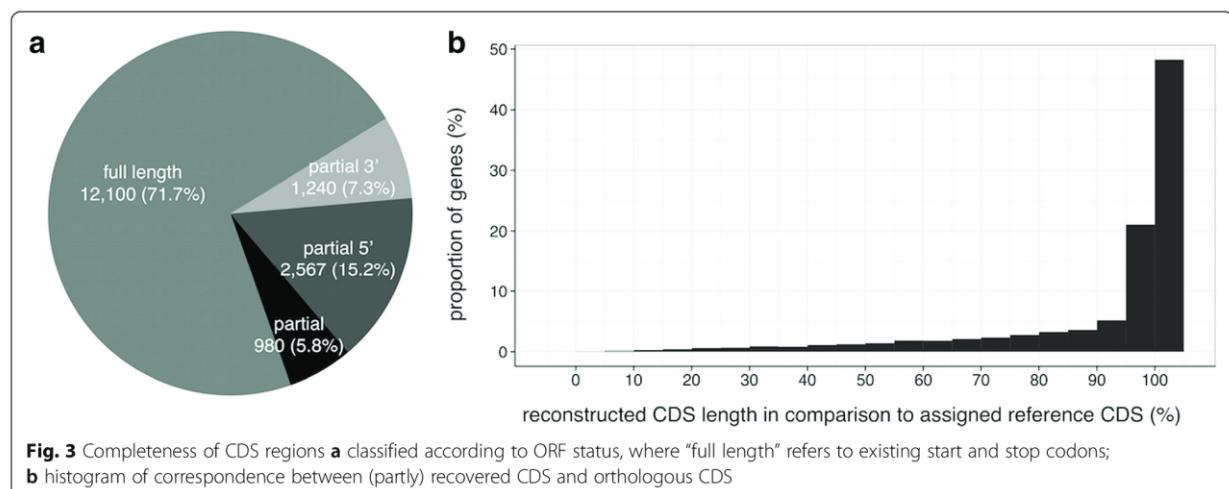 a
full length
12,100 (71.7%)
partial 3’
1,240 (7.3%)
partial 5’
2,567 (15.2%)
partial
980 (5.8%)
b
proportion of genes (%)
50
40
30
20
10
0
0 10 20 30 40 50 60 70 80 90 100
reconstructed CDS length in comparison to assigned reference CDS (%)
Fig. 3 Completeness of CDS regions a classified according to ORF status, where “full length” refers to existing start and stop codons;
b histogram of correspondence between (partly) recovered CDS and orthologous CDS